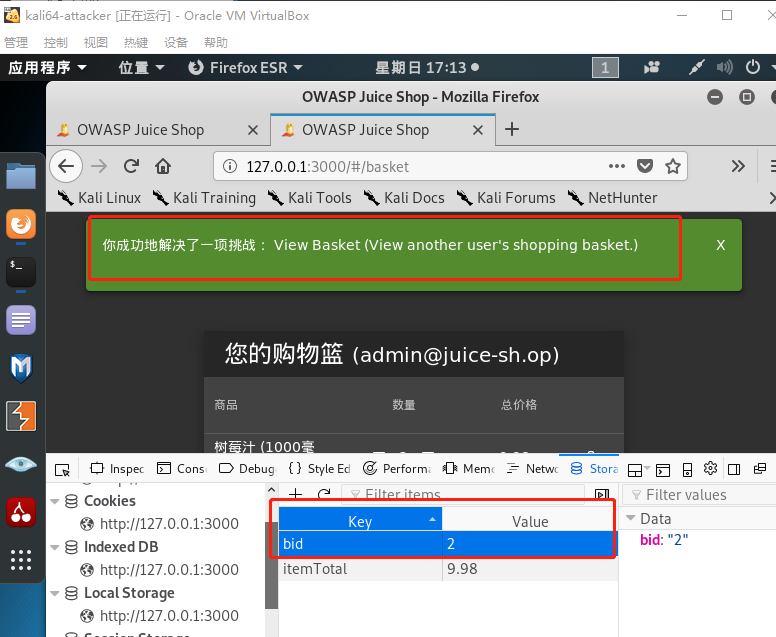 kali64-attacker [正在运行] - Oracle VM VirtualBox
管理 控制 视图 热键 设备 帮助
应用程序 位置 Firefox ESR 星期日 17:13 1
OWASP Juice Shop - Mozilla Firefox
OWASP Juice Shop OWASP Juice Shop
127.0.0.1:3000/#/basket
Kali Linux Kali Training Kali Tools Kali Docs Kali Forums NetHunter
你成功地解决了一项挑战： View Basket (View another user's shopping basket.) X
您的购物篮 (admin@juice-sh.op)
商品 数量 总价格
树莓汁 (1000毫
Inspec Cons Debug Style Ed Performa Memo Netwo Stora
Filter items Filter values
Cookies Key Value Data
http://127.0.0.1:3000 bid 2 bid: "2"
Indexed DB itemTotal 9.98
http://127.0.0.1:3000
Local Storage
http://127.0.0.1:3000
Session Storage